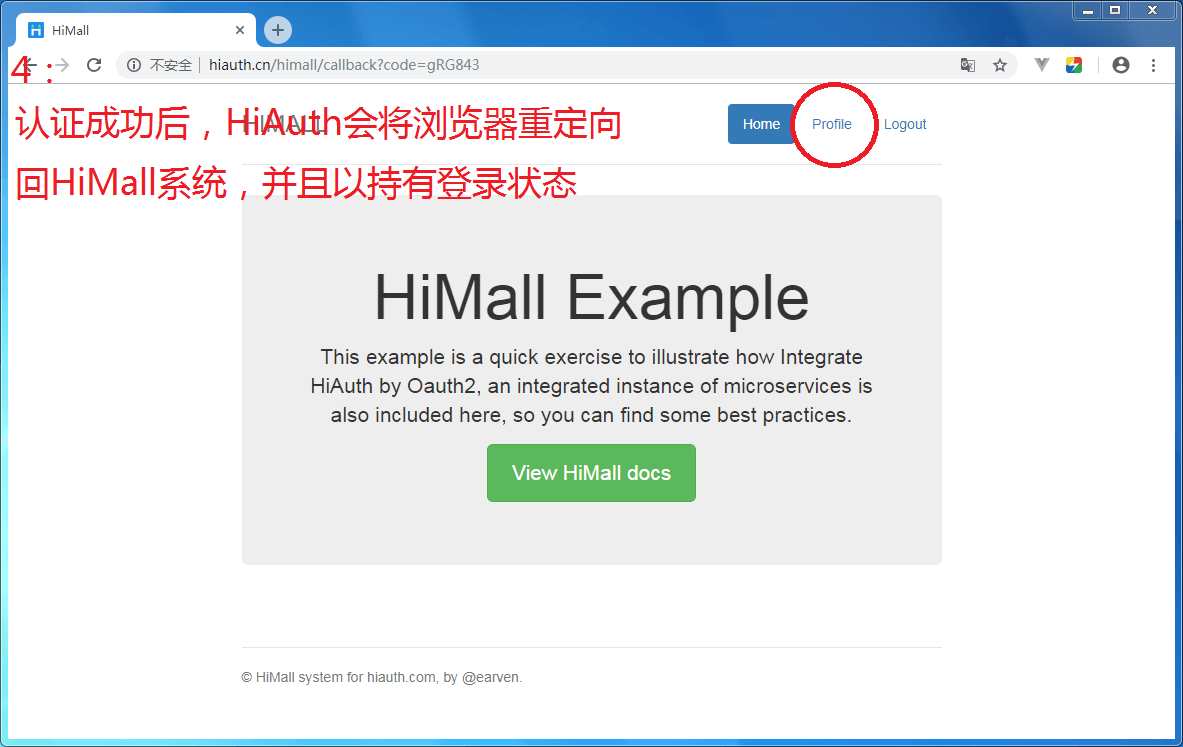 HiMall
4：
不安全
hiauth.cn/himall/callback?code=gRG843
认证成功后，HiAuth会将浏览器重定向
回HiMall系统，并且以持有登录状态
HIMALL
Home
Profile
Logout
HiMall Example
This example is a quick exercise to illustrate how Integrate
HiAuth by Oauth2, an integrated instance of microservices is
also included here, so you can find some best practices.
View HiMall docs
© HiMall system for hiauth.com, by @earven.